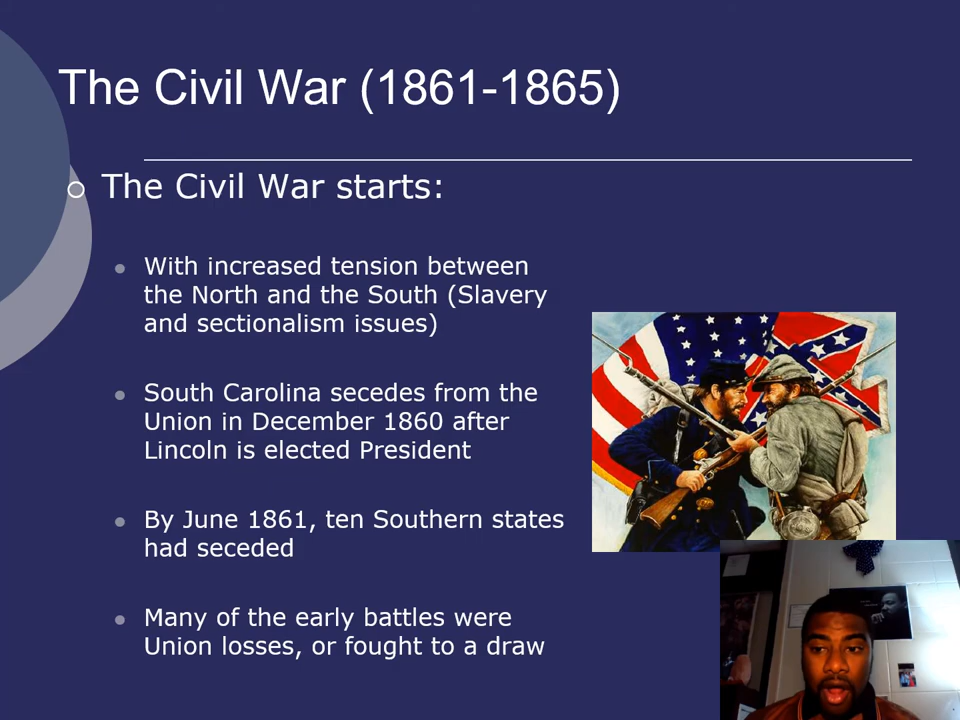 The Civil War (1861-1865)
The Civil War starts:
With increased tension between
the North and the South (Slavery
and sectionalism issues)
South Carolina secedes from the
Union in December 1860 after
Lincoln is elected President
By June 1861, ten Southern states
had seceded
Many of the early battles were
Union losses, or fought to a draw